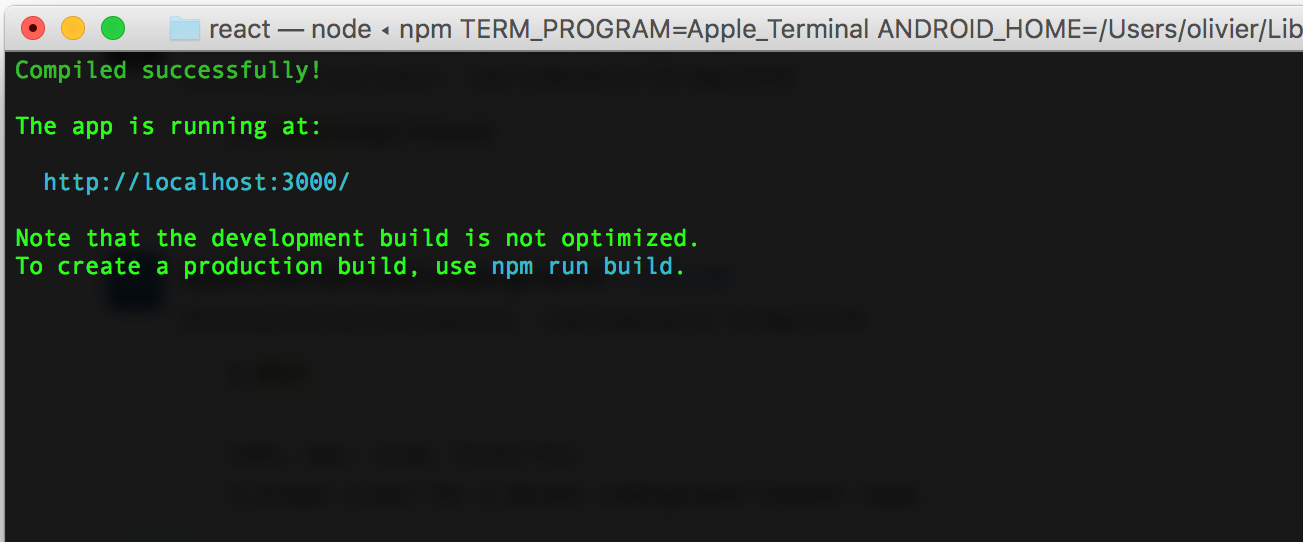 react — node ◂ npm TERM_PROGRAM=Apple_Terminal ANDROID_HOME=/Users/olivier/Lib
Compiled successfully!
The app is running at:
http://localhost:3000/
Note that the development build is not optimized.
To create a production build, use npm run build.